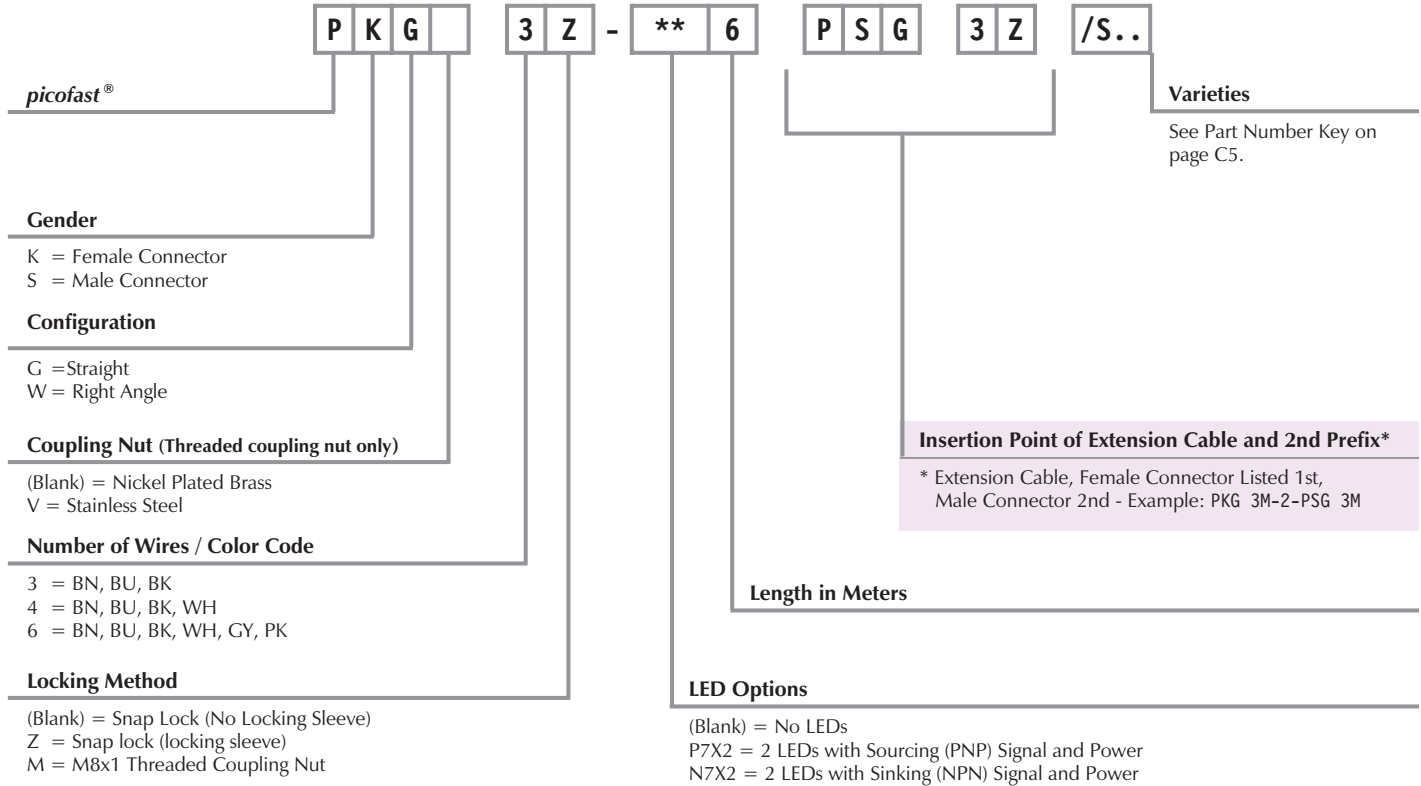 P K G 3 Z - ** 6 P S G 3 Z /S..
picofast®
Varieties
See Part Number Key on
page C5.
Gender
K = Female Connector
S = Male Connector
Configuration
G =Straight
W = Right Angle
Coupling Nut (Threaded coupling nut only)
(Blank) = Nickel Plated Brass
V = Stainless Steel
Insertion Point of Extension Cable and 2nd Prefix*
* Extension Cable, Female Connector Listed 1st,
Male Connector 2nd - Example: PKG 3M-2-PSG 3M
Number of Wires / Color Code
3 = BN, BU, BK
4 = BN, BU, BK, WH
6 = BN, BU, BK, WH, GY, PK
Length in Meters
Locking Method
(Blank) = Snap Lock (No Locking Sleeve)
Z = Snap lock (locking sleeve)
M = M8x1 Threaded Coupling Nut
LED Options
(Blank) = No LEDs
P7X2 = 2 LEDs with Sourcing (PNP) Signal and Power
N7X2 = 2 LEDs with Sinking (NPN) Signal and Power